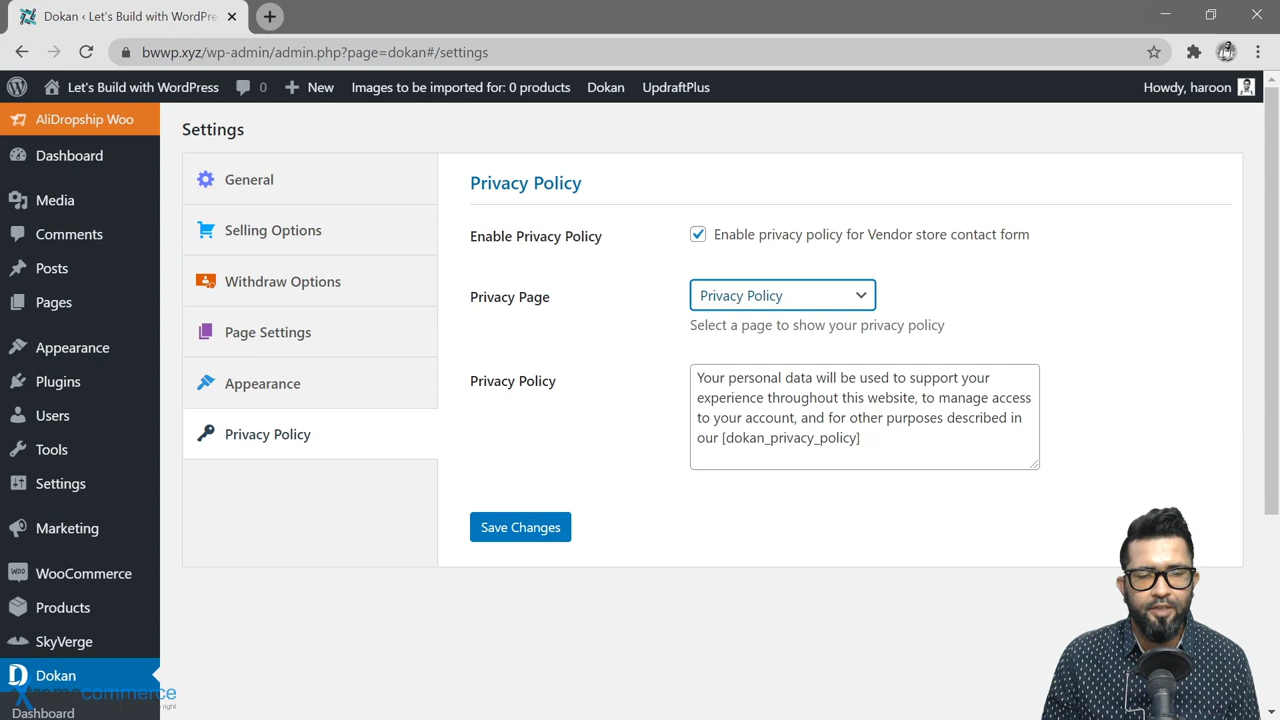 Dokan ‹ Let's Build with WordPre
bwwp.xyz/wp-admin/admin.php?page=dokan#/settings
Let's Build with WordPress
0
New
Images to be imported for: 0 products
Dokan
UpdraftPlus
Howdy, haroon
AliDropship Woo
Dashboard
Media
Comments
Posts
Pages
Appearance
Plugins
Users
Tools
Settings
Marketing
WooCommerce
Products
SkyVerge
Dokan
Dashboard
Settings
General
Selling Options
Withdraw Options
Page Settings
Appearance
Privacy Policy
Privacy Policy
Enable Privacy Policy
Enable privacy policy for Vendor store contact form
Privacy Page
Privacy Policy
Select a page to show your privacy policy
Privacy Policy
Your personal data will be used to support your
experience throughout this website, to manage access
to your account, and for other purposes described in
our [dokan_privacy_policy]
Save Changes